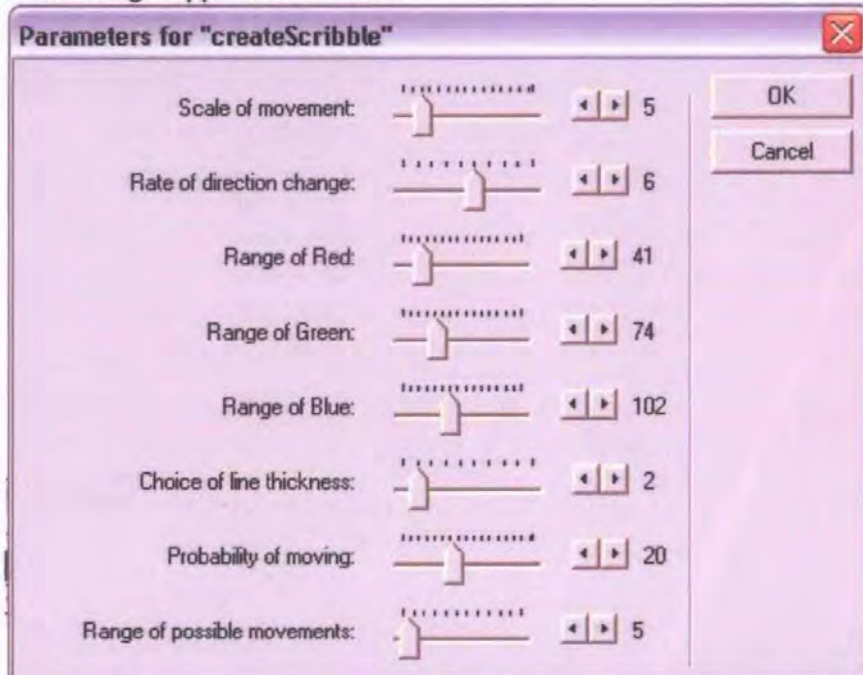 Parameters for "createScribble"
Scale of movement: 5 OK
Cancel
Rate of direction change: 6
Range of Red: 41
Range of Green: 74
Range of Blue: 102
Choice of line thickness: 2
Probability of moving: 20
Range of possible movements: 5